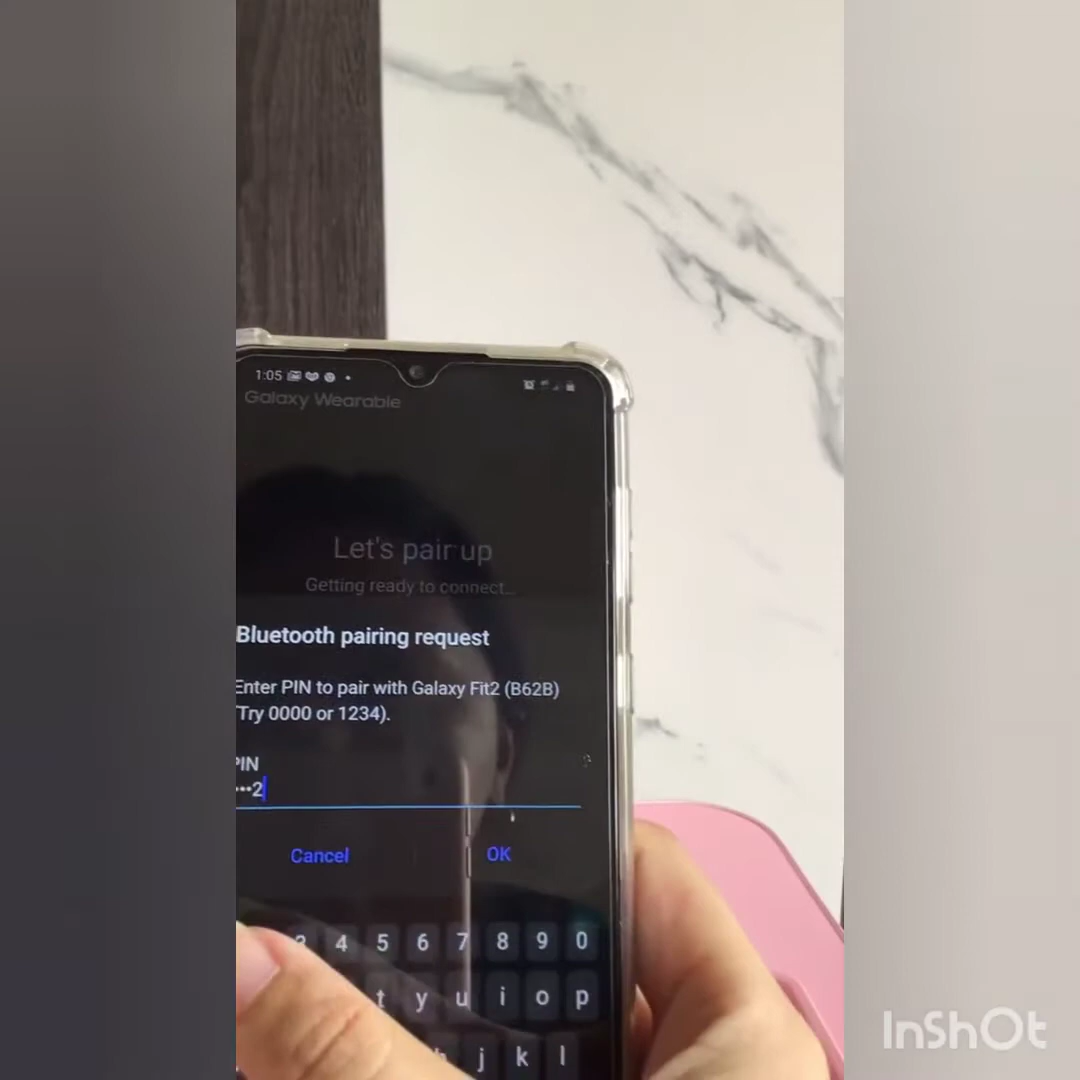 1:05
Galaxy Wearable
Let's pair up
Getting ready to connect...
Bluetooth pairing request
Enter PIN to pair with Galaxy Fit2 (B62B)
(Try 0000 or 1234).
PIN
•••2
Cancel OK
3 4 5 6 7 8 9 0
t y u i o p
h j k l
InShOt